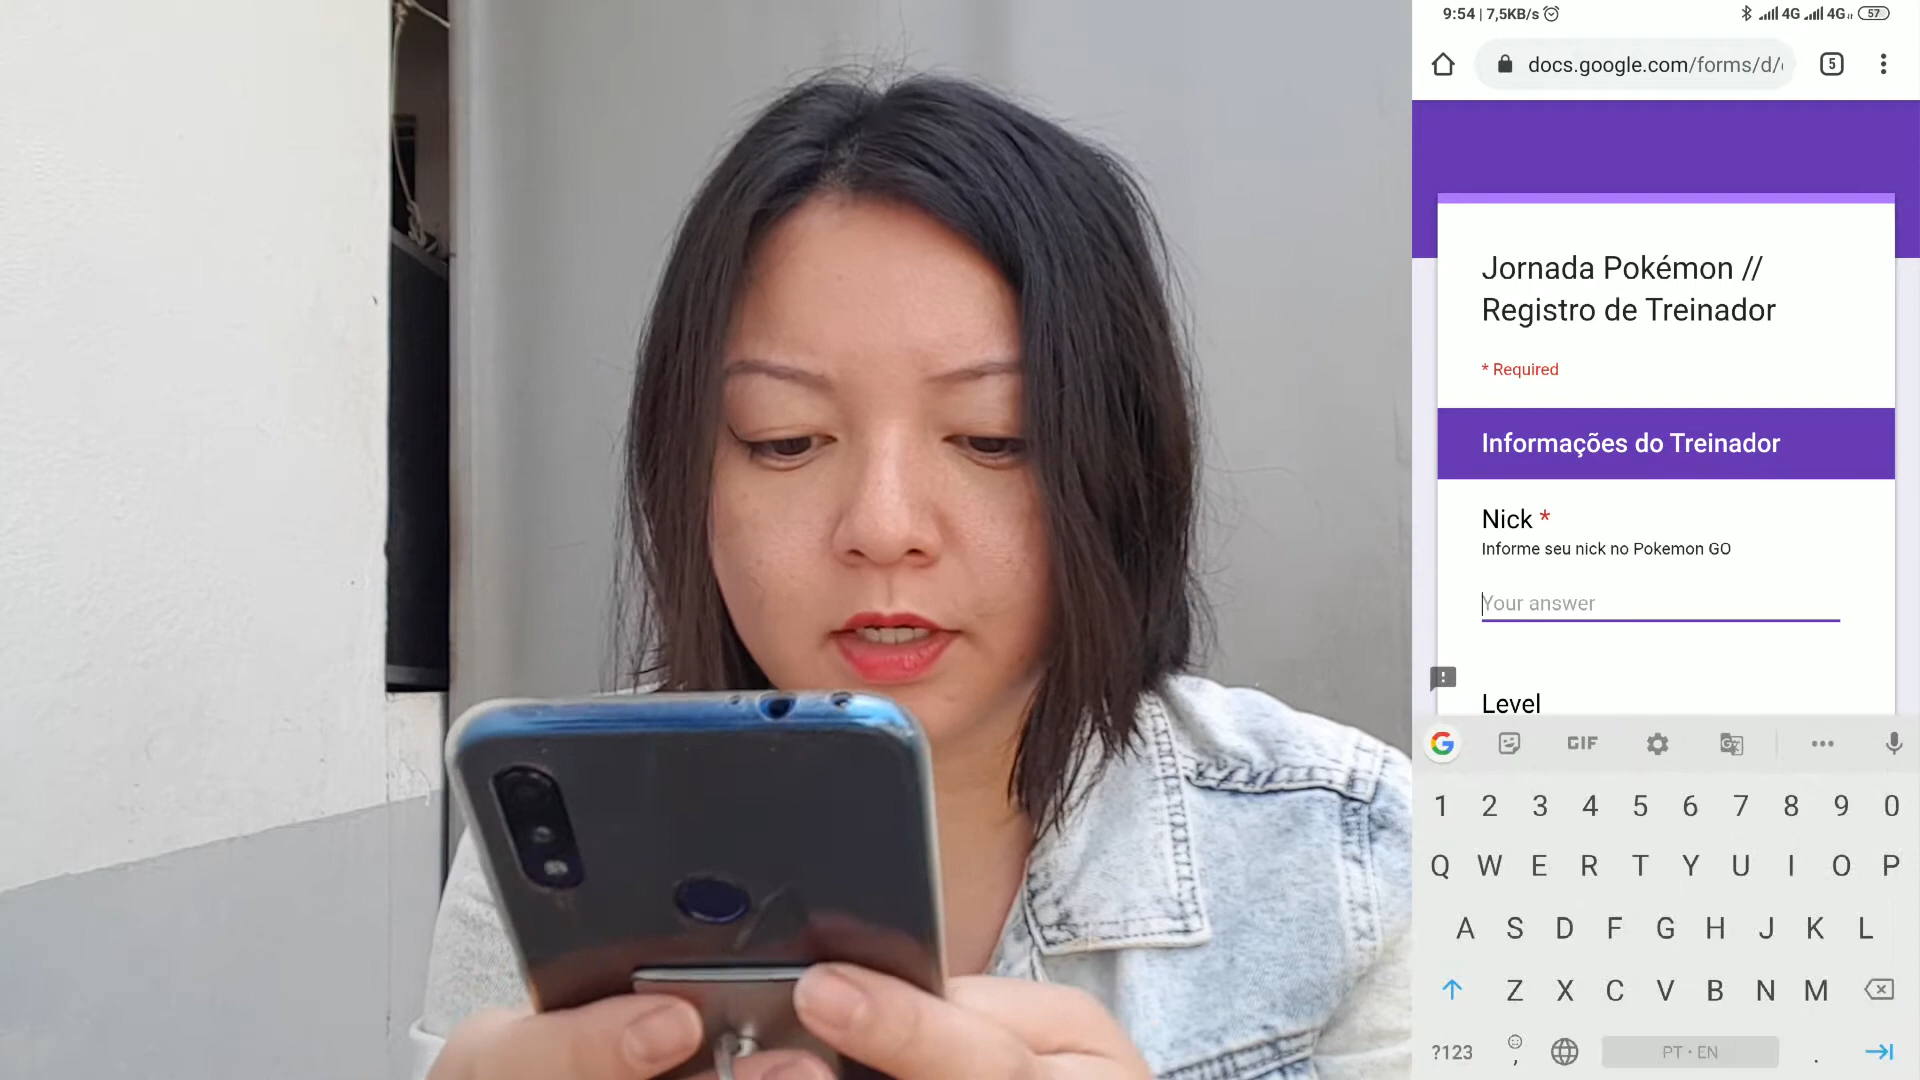 9:54 | 7,5KB/s 4G 4G 57
docs.google.com/forms/d/ 5
Jornada Pokémon //
Registro de Treinador
* Required
Informações do Treinador
Nick *
Informe seu nick no Pokemon GO
Your answer
Level
G GIF
1 2 3 4 5 6 7 8 9 0
Q W E R T Y U I O P
A S D F G H J K L
Z X C V B N M
?123 , PT • EN .